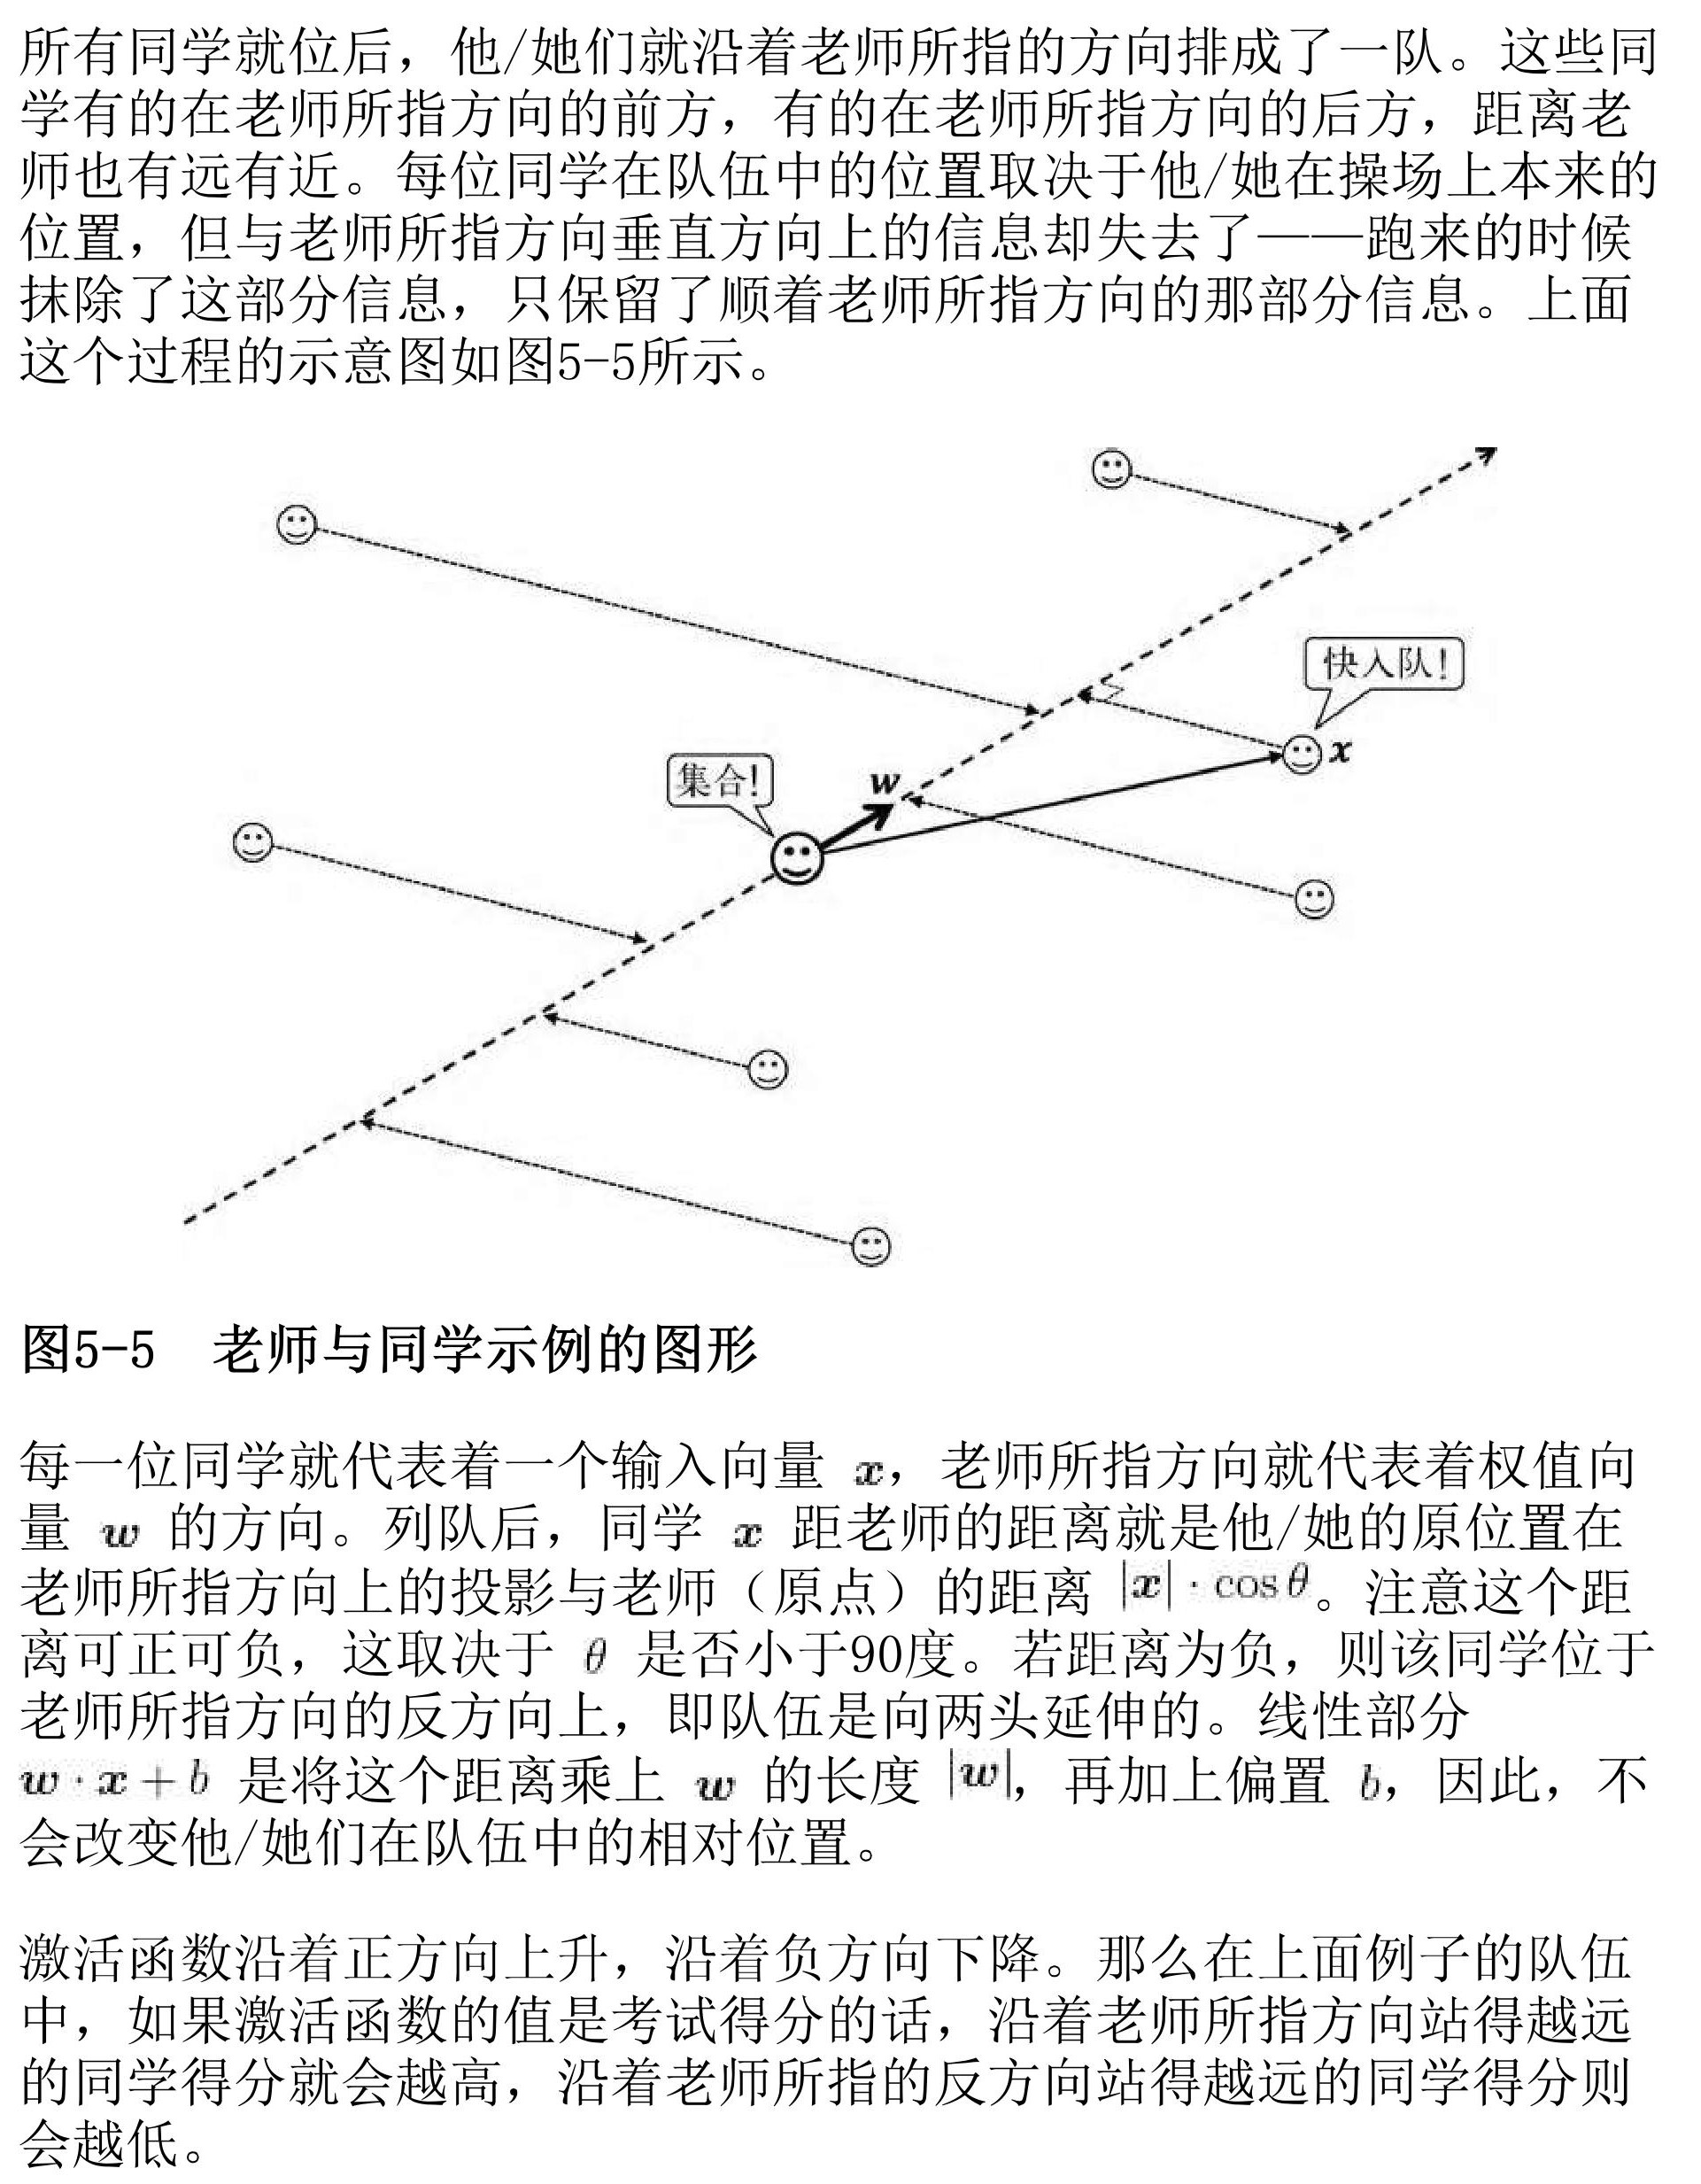 所有同学就位后，他/她们就沿着老师所指的方向排成了一队。这些同
学有的在老师所指方向的前方，有的在老师所指方向的后方，距离老
师也有远有近。每位同学在队伍中的位置取决于他/她在操场上本来的
位置，但与老师所指方向垂直方向上的信息却失去了——跑来的时候
抹除了这部分信息，只保留了顺着老师所指方向的那部分信息。上面
这个过程的示意图如图5-5所示。
快入队！
x
集合！
w
图5-5 老师与同学示例的图形
每一位同学就代表着一个输入向量 x，老师所指方向就代表着权值向
量 w 的方向。列队后，同学 x 距老师的距离就是他/她的原位置在
老师所指方向上的投影与老师（原点）的距离 |x| · cos θ。注意这个距
离可正可负，这取决于 θ 是否小于90度。若距离为负，则该同学位于
老师所指方向的反方向上，即队伍是向两头延伸的。线性部分
w · x + b 是将这个距离乘上 w 的长度 |w|，再加上偏置 b，因此，不
会改变他/她们在队伍中的相对位置。
激活函数沿着正方向上升，沿着负方向下降。那么在上面例子的队伍
中，如果激活函数的值是考试得分的话，沿着老师所指方向站得越远
的同学得分就会越高，沿着老师所指的反方向站得越远的同学得分则
会越低。